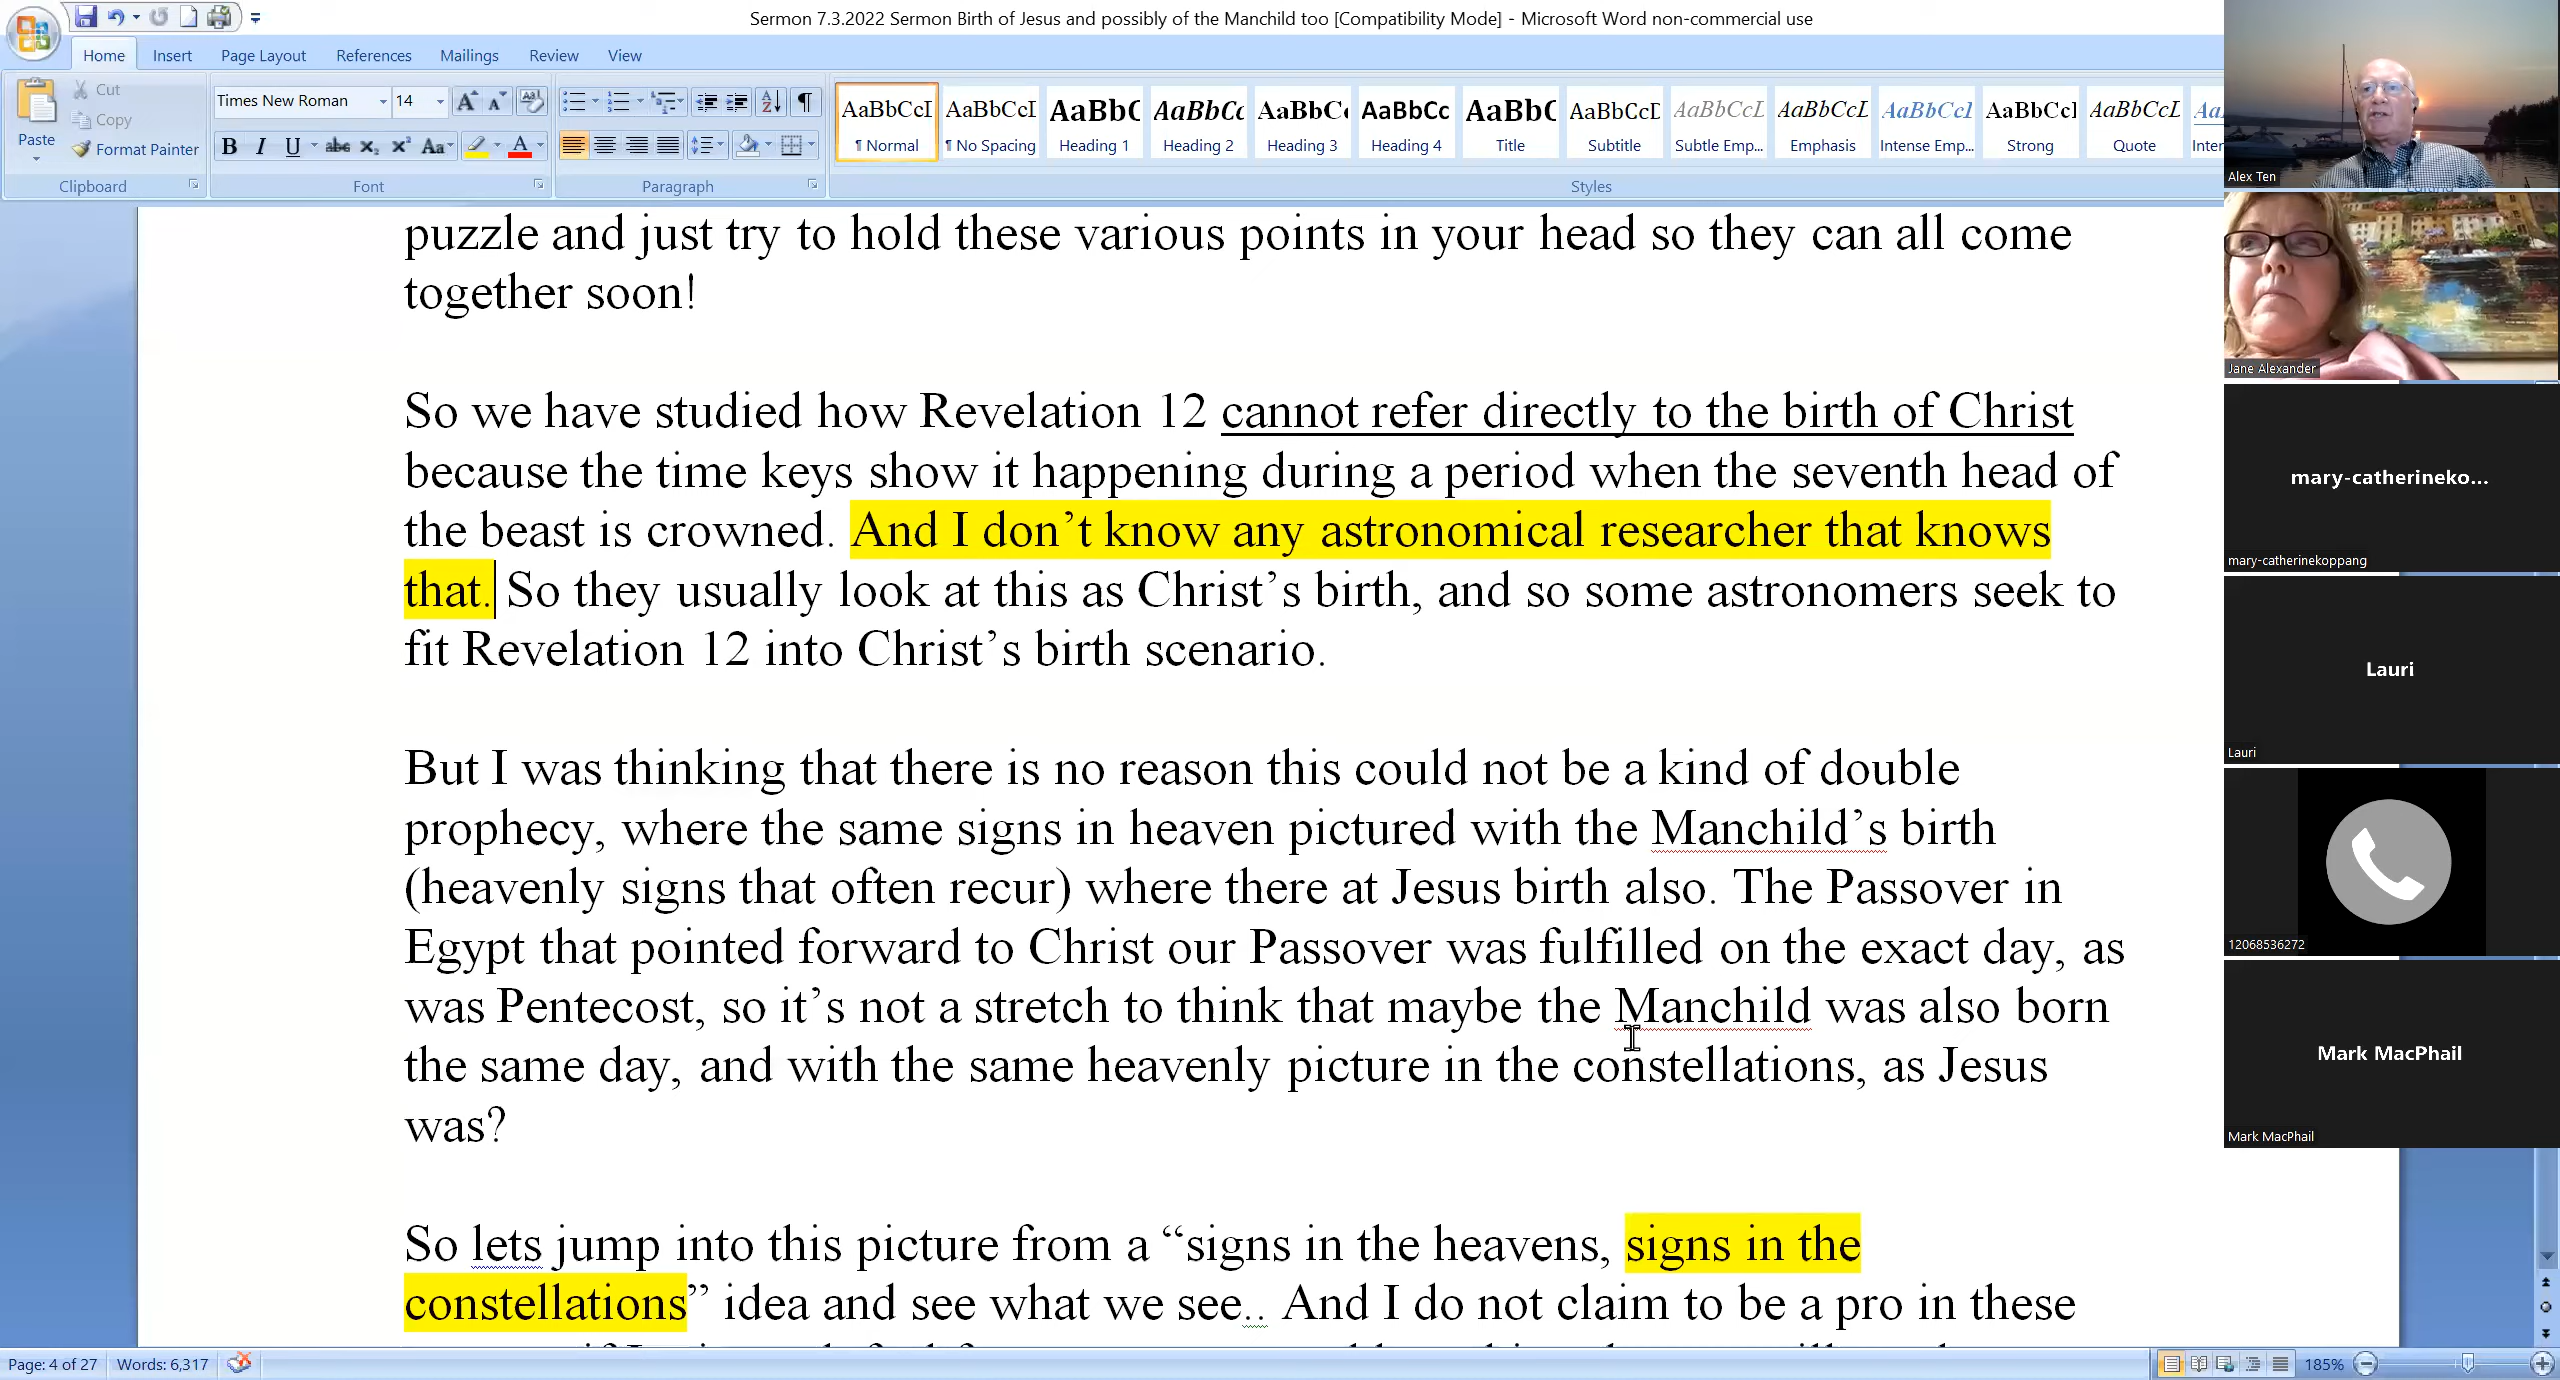 Sermon 7.3.2022 Sermon Birth of Jesus and possibly of the Manchild too [Compatibility Mode] - Microsoft Word non-commercial use
Home Insert Page Layout References Mailings Review View
Paste
Cut
Copy
Format Painter
Clipboard
Times New Roman 14
Font
Paragraph
AaBbCcI AaBbCcI AaBbC AaBbCc AaBbCc AaBbCc AaBbC AaBbCcD AaBbCcL AaBbCcL AaBbCcI AaBbCcI AaBbCcL
¶ Normal ¶ No Spacing Heading 1 Heading 2 Heading 3 Heading 4 Title Subtitle Subtle Emp... Emphasis Intense Emp... Strong Quote Inter
Styles
puzzle and just try to hold these various points in your head so they can all come
together soon!
So we have studied how Revelation 12 cannot refer directly to the birth of Christ
because the time keys show it happening during a period when the seventh head of
the beast is crowned. And I don’t know any astronomical researcher that knows
that. So they usually look at this as Christ’s birth, and so some astronomers seek to
fit Revelation 12 into Christ’s birth scenario.
But I was thinking that there is no reason this could not be a kind of double
prophecy, where the same signs in heaven pictured with the Manchild’s birth
(heavenly signs that often recur) where there at Jesus birth also. The Passover in
Egypt that pointed forward to Christ our Passover was fulfilled on the exact day, as
was Pentecost, so it’s not a stretch to think that maybe the Manchild was also born
the same day, and with the same heavenly picture in the constellations, as Jesus
was?
So lets jump into this picture from a “signs in the heavens, signs in the
constellations” idea and see what we see.. And I do not claim to be a pro in these
Page: 4 of 27 Words: 6,317
185%
Alex Ten
Jane Alexander
mary-catherineko...
mary-catherinekoppang
Lauri
Lauri
12068536272
Mark MacPhail
Mark MacPhail